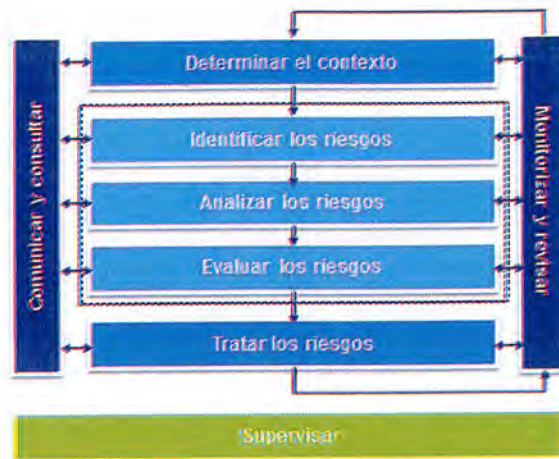 Comunicar y consultar
Determinar el contexto
Identificar los riesgos
Analizar los riesgos
Evaluar los riesgos
Tratar los riesgos
Monitorizar y revisar
Supervisar